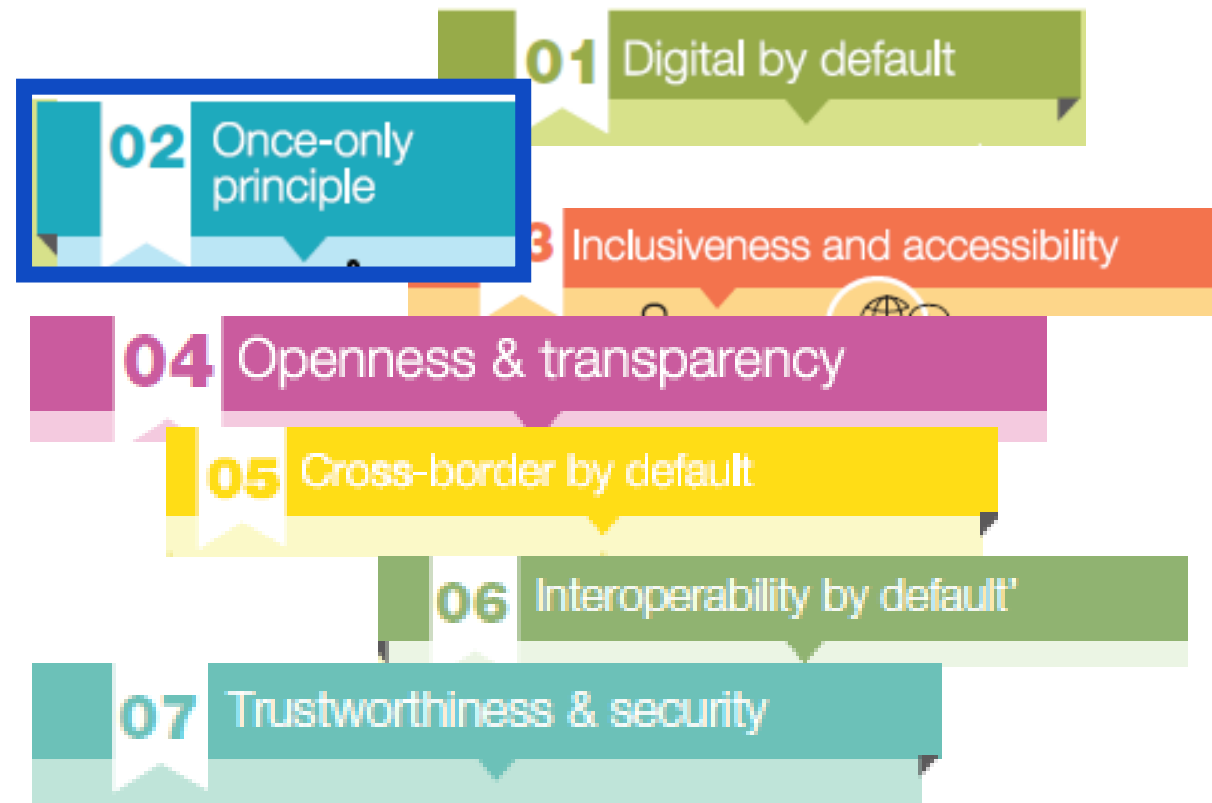 01 Digital by default
02 Once-only
principle
3 Inclusiveness and accessibility
04 Openness & transparency
05 Cross-border by default
06 Interoperability by default'
07 Trustworthiness & security